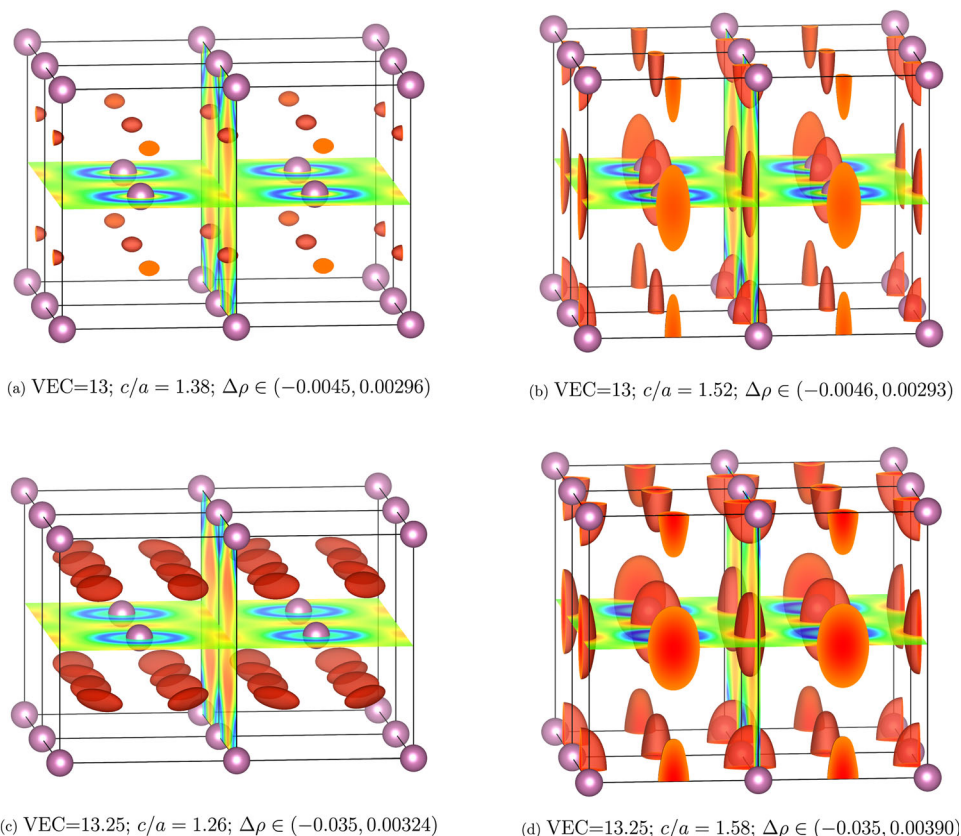 (a) VEC=13; c/a = 1.38; Δρ ∈ (−0.0045, 0.00296)
(b) VEC=13; c/a = 1.52; Δρ ∈ (−0.0046, 0.00293)
(c) VEC=13.25; c/a = 1.26; Δρ ∈ (−0.035, 0.00324)
(d) VEC=13.25; c/a = 1.58; Δρ ∈ (−0.035, 0.00390)